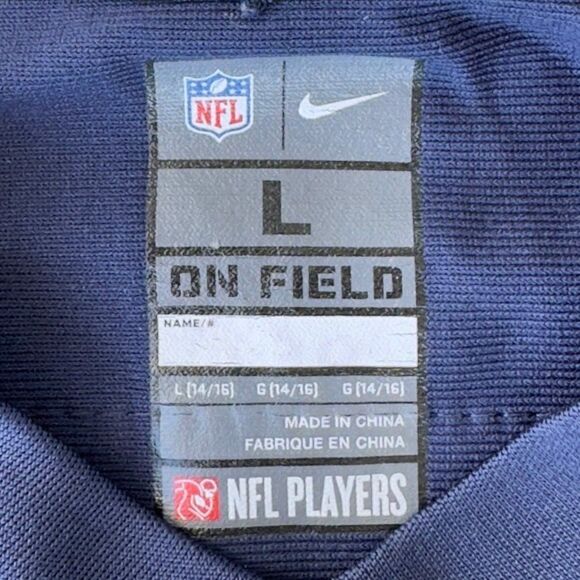 NFL
L
ON FIELD
NAME/#
L (14/16) G (14/16) G (14/16)
MADE IN CHINA
FABRIQUE EN CHINA
NFL PLAYERS